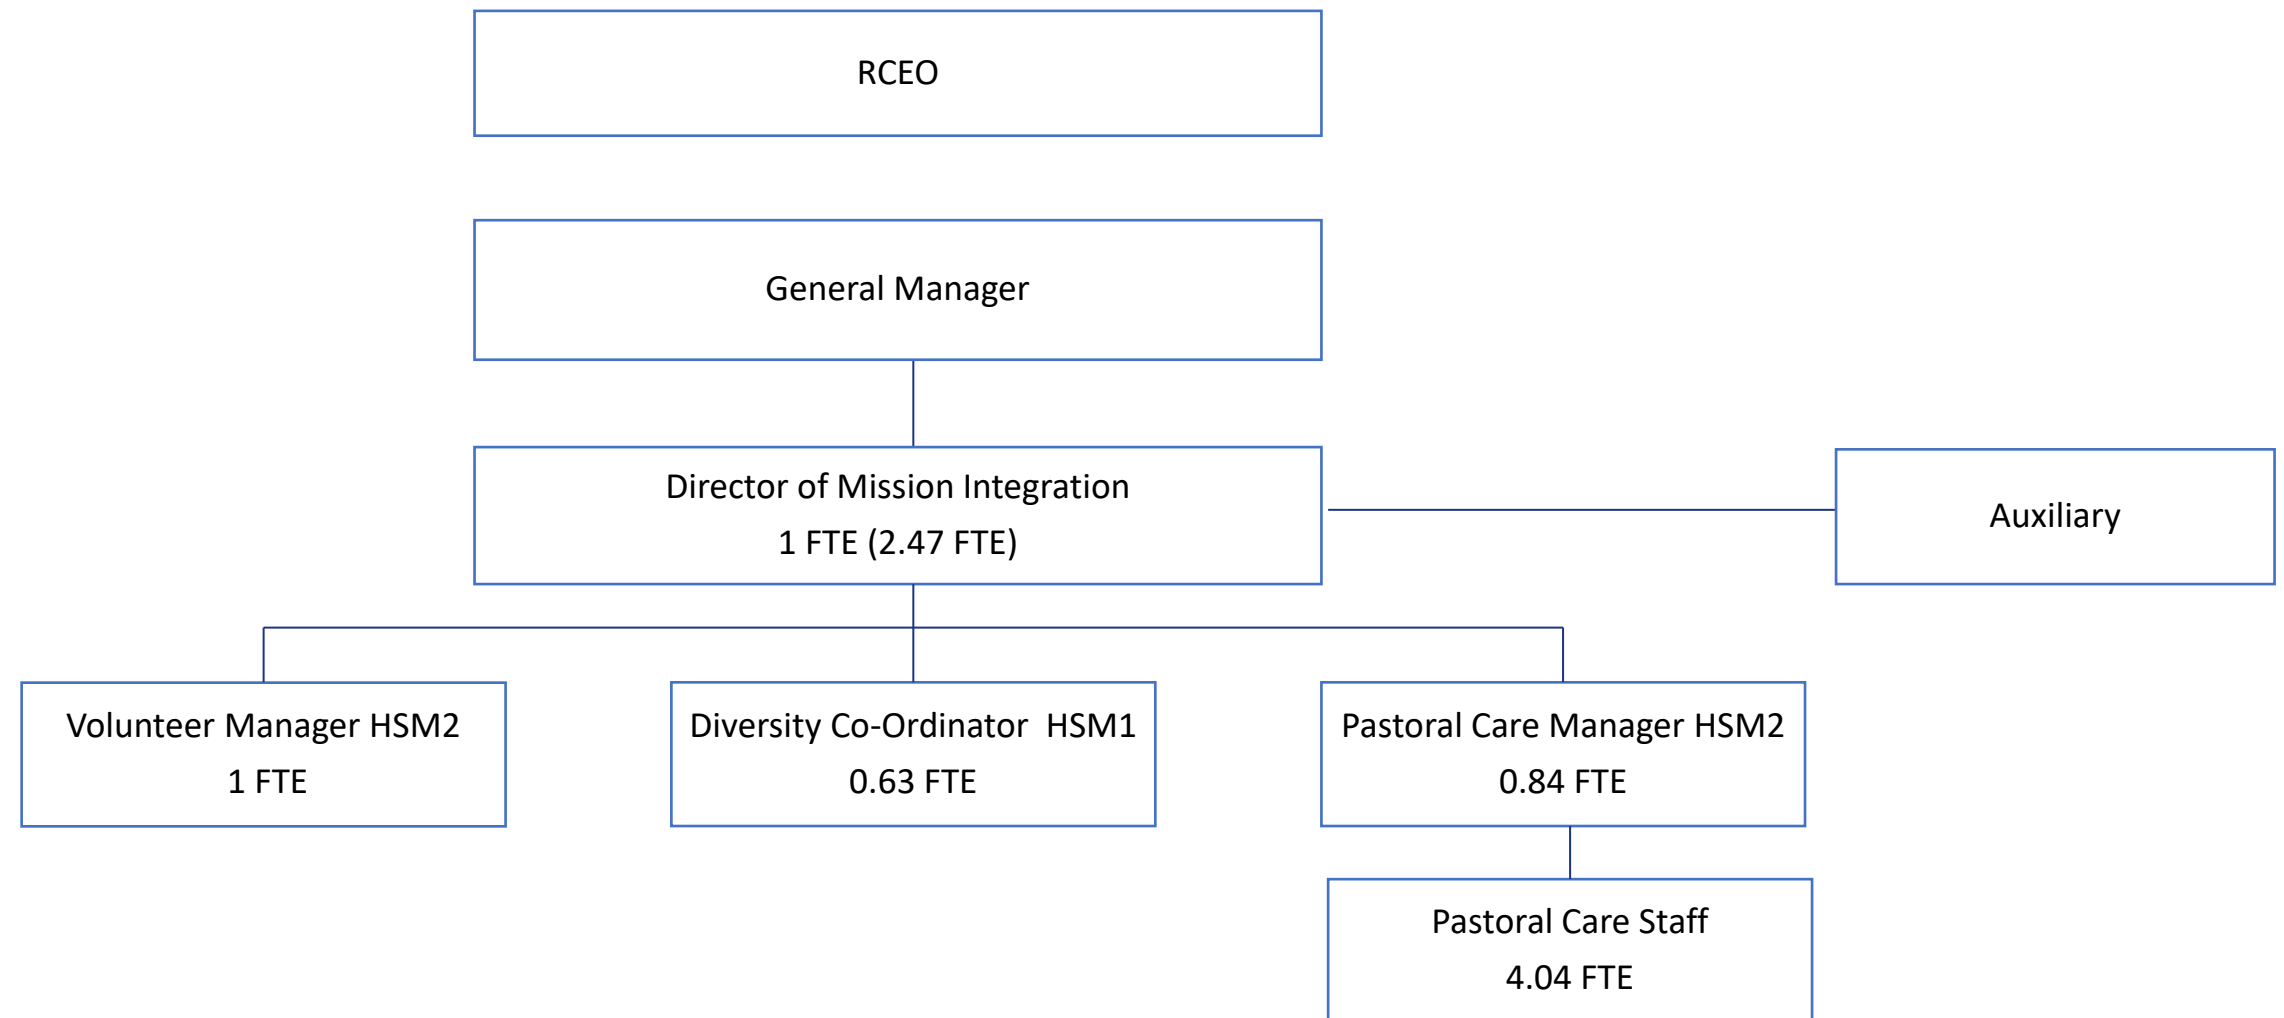 RCEO
General Manager
Director of Mission Integration
1 FTE (2.47 FTE)
Auxiliary
Volunteer Manager HSM2
1 FTE
Diversity Co-Ordinator  HSM1
0.63 FTE
Pastoral Care Manager HSM2
0.84 FTE
Pastoral Care Staff
4.04 FTE